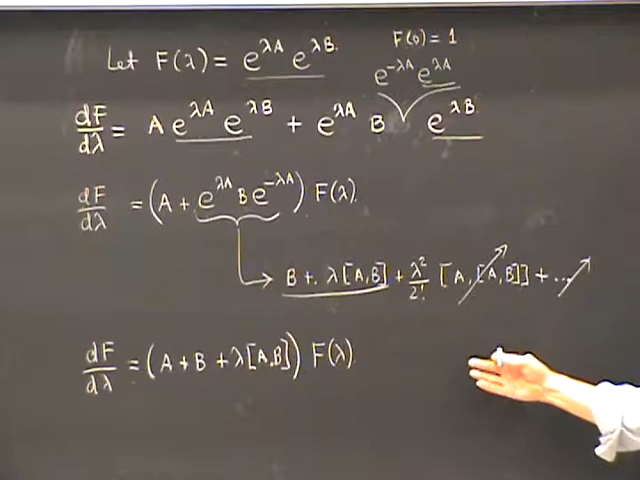 Let F(λ) = e^{λA} e^{λB}. F(0) = 1
e^{-λA} e^{λA}
dF/dλ = A e^{λA} e^{λB} + e^{λA} B e^{λB}
dF/dλ = (A + e^{λA} B e^{-λA}) F(λ).
B + λ[A,B] + λ²/2! [A, [A,B]] + ...
dF/dλ = (A + B + λ[A,B]) F(λ)